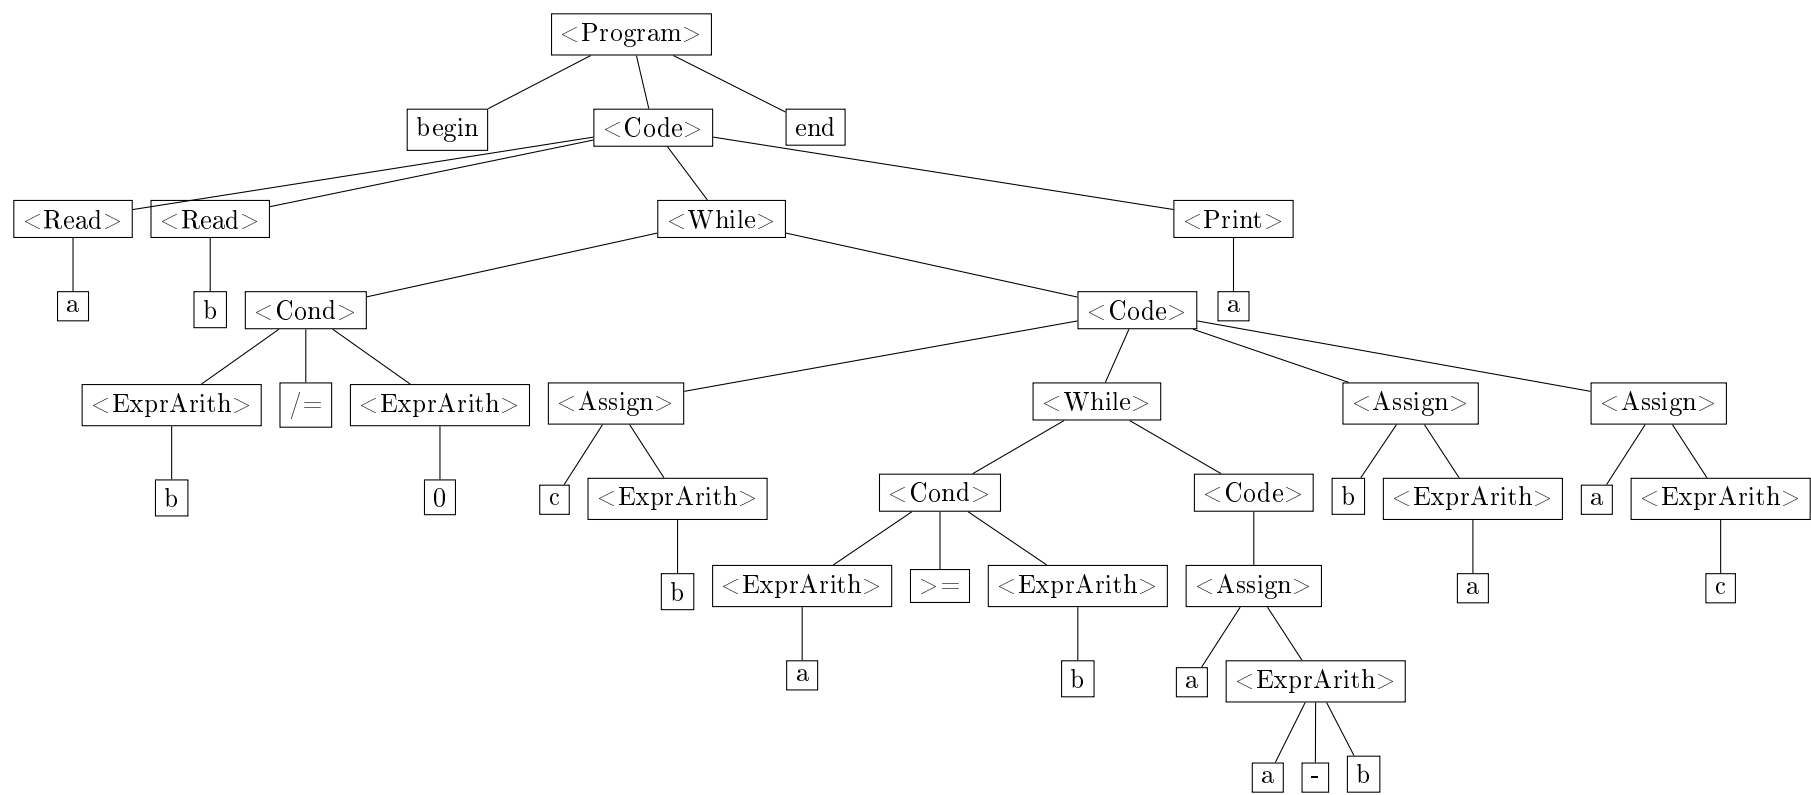 <Program>
begin <Code> end
<Read> <Read> <While> <Print>
a b <Cond> <Code> a
<ExprArith> /= <ExprArith> <Assign> <While> <Assign> <Assign>
b 0 c <ExprArith> <Cond> <Code> b <ExprArith> a <ExprArith>
b <ExprArith> >= <ExprArith> <Assign> a c
a b a <ExprArith>
a - b